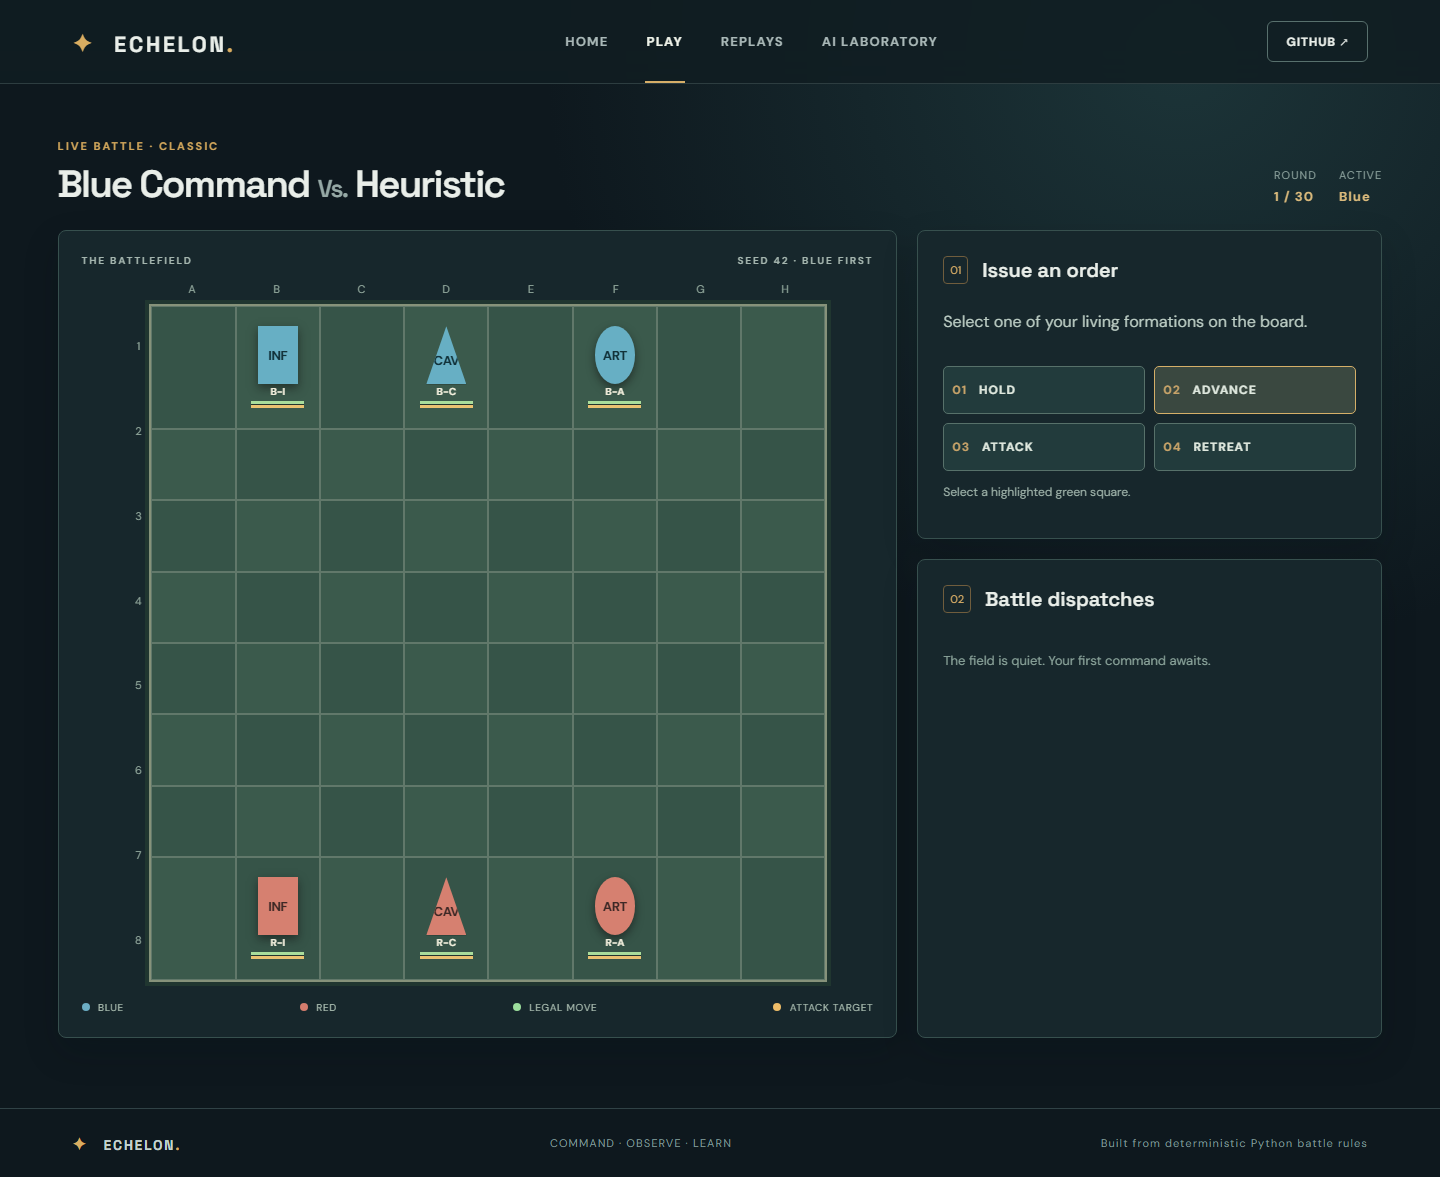 ✦ ECHELON.
HOME PLAY REPLAYS AI LABORATORY
GITHUB ↗
LIVE BATTLE · CLASSIC
Blue Command Vs. Heuristic
ROUND ACTIVE
1 / 30 Blue
THE BATTLEFIELD
SEED 42 · BLUE FIRST
A B C D E F G H
1
INF CAV ART
B-I B-C B-A
2
3
4
5
6
7
8
INF CAV ART
R-I R-C R-A
BLUE RED LEGAL MOVE ATTACK TARGET
01 Issue an order
Select one of your living formations on the board.
01 HOLD 02 ADVANCE
03 ATTACK 04 RETREAT
Select a highlighted green square.
02 Battle dispatches
The field is quiet. Your first command awaits.
✦ ECHELON.
COMMAND · OBSERVE · LEARN
Built from deterministic Python battle rules